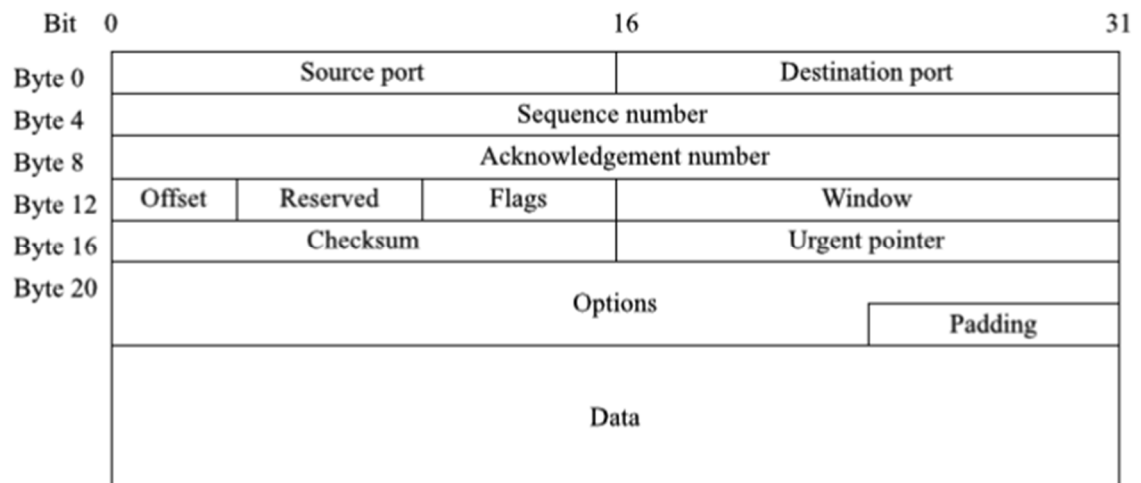 Bit 0 16 31
Byte 0 Source port Destination port
Byte 4 Sequence number
Byte 8 Acknowledgement number
Byte 12 Offset Reserved Flags Window
Byte 16 Checksum Urgent pointer
Byte 20 Options
Padding
Data